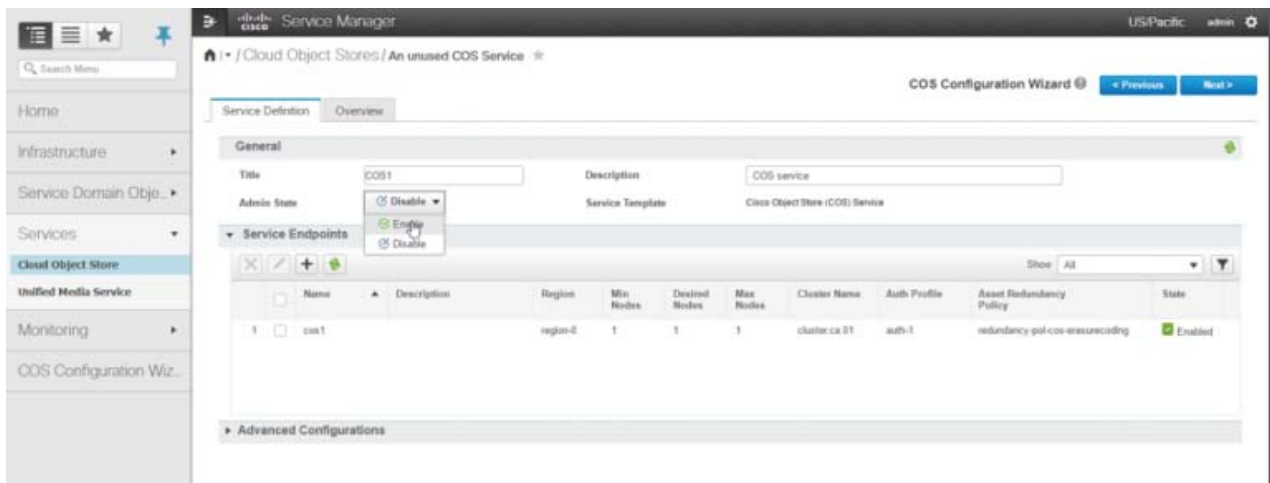 cisco Service Manager
US/Pacific admin
Search Menu
/ Cloud Object Stores / An unused COS Service
COS Configuration Wizard
< Previous
Next >
Home
Infrastructure
Service Domain Obje...
Services
Cloud Object Store
Unified Media Service
Monitoring
COS Configuration Wiz...
Service Definition
Overview
General
Title
COS1
Description
COS service
Admin State
Disable
Service Template
Cisco Object Store (COS) Service
Enable
Disable
Service Endpoints
Show All
Name Description Region Min Nodes Desired Nodes Max Nodes Cluster Name Auth Profile Asset Redundancy Policy State
1 cos1 region-0 1 1 1 cluster.ca.01 auth-1 redundancy-pol-cos-erasurecoding Enabled
Advanced Configurations